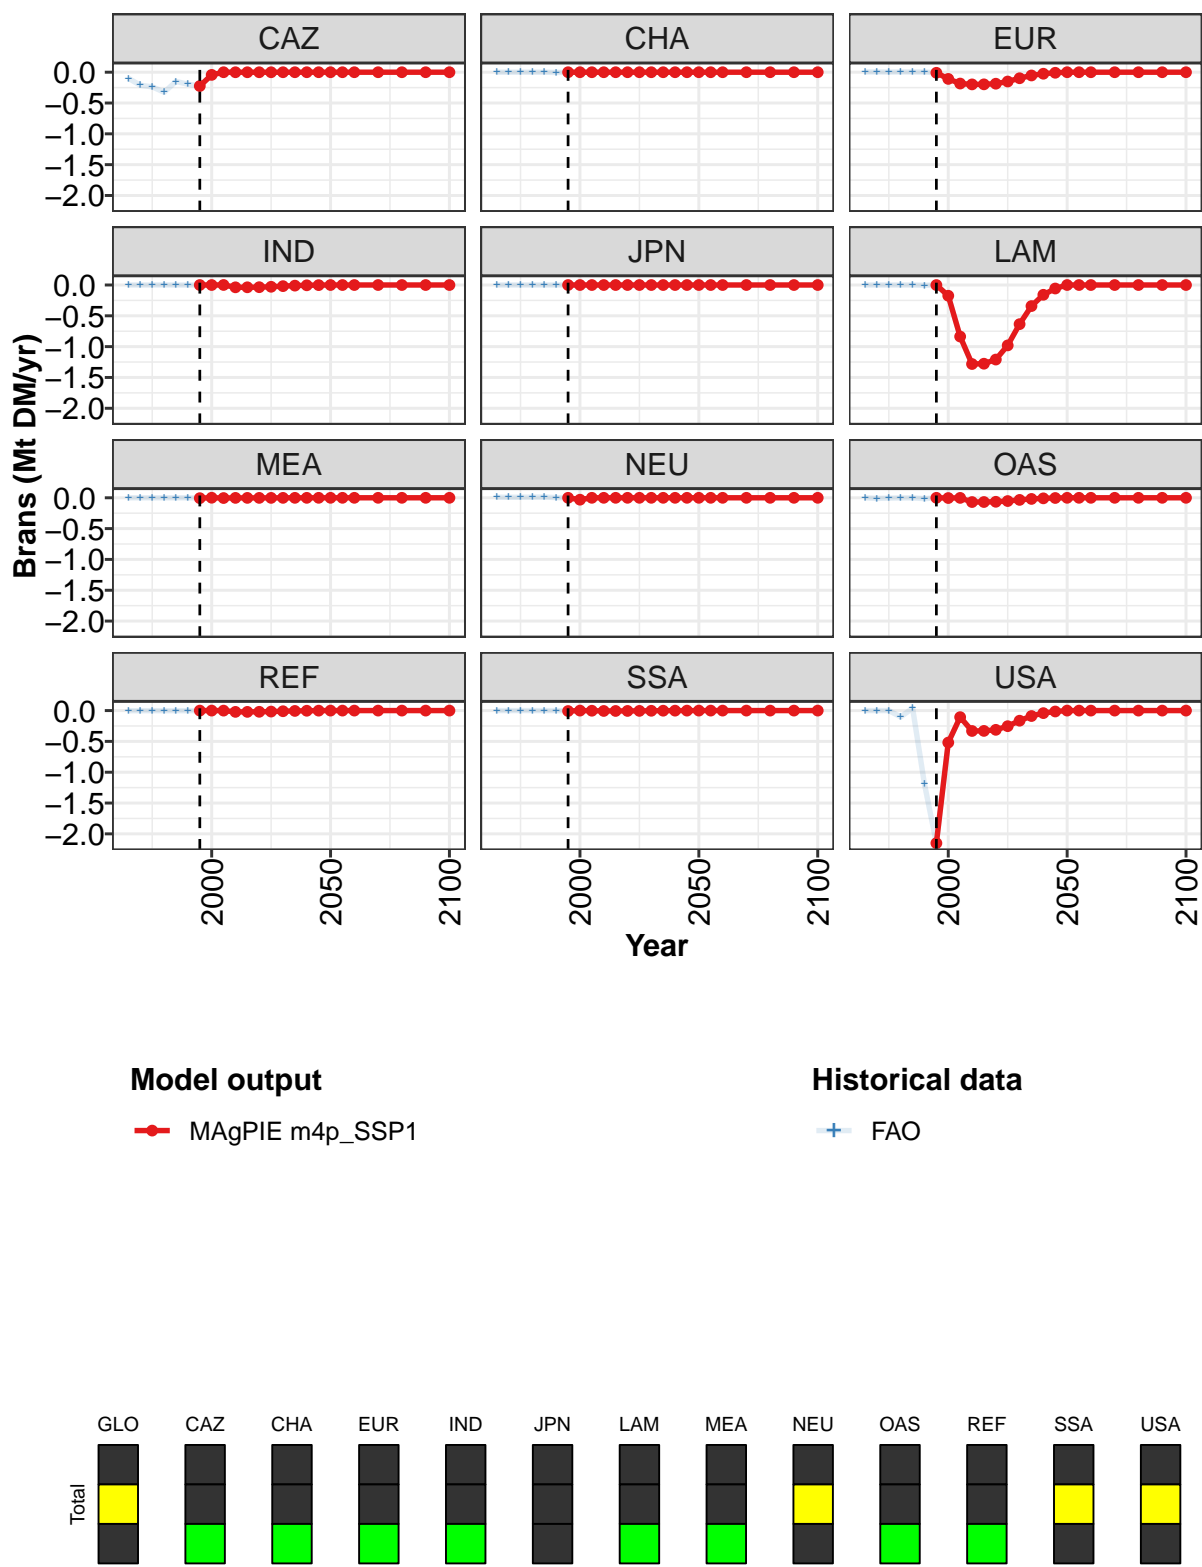 CAZ CHA EUR
0.0
−0.5
−1.0
−1.5
−2.0
IND JPN LAM
0.0
−0.5
−1.0
−1.5
−2.0
MEA NEU OAS
0.0
−0.5
−1.0
−1.5
−2.0
REF SSA USA
0.0
−0.5
−1.0
−1.5
−2.0
Brans (Mt DM/yr)
2000 2050 2100 2000 2050 2100 2000 2050 2100
Year
Model output Historical data
MAgPIE m4p_SSP1 FAO
GLO CAZ CHA EUR IND JPN LAM MEA NEU OAS REF SSA USA
Total